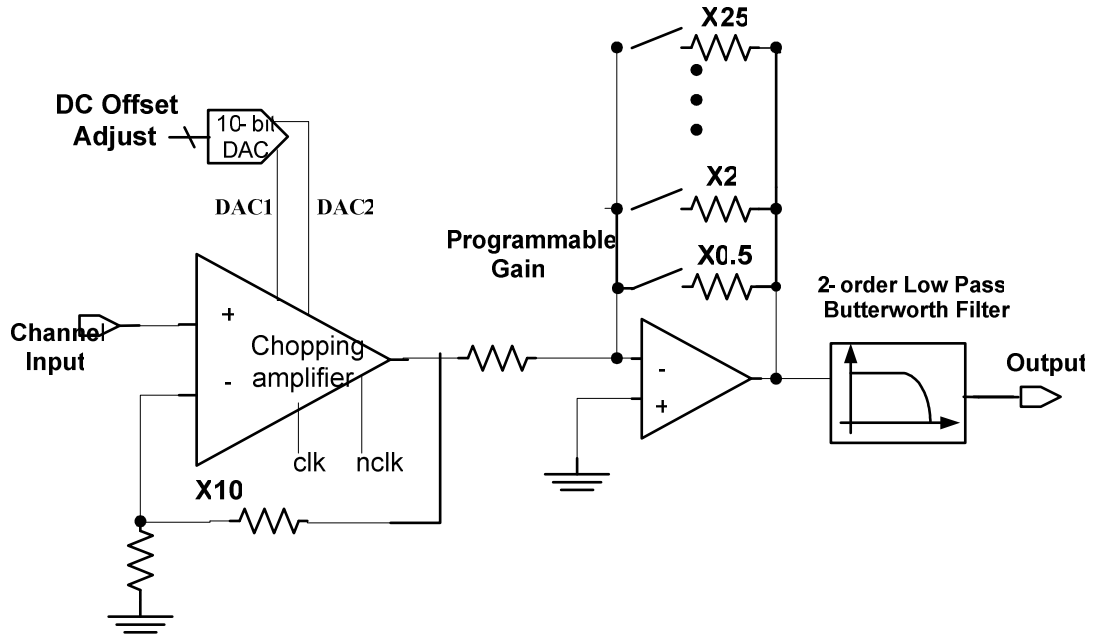 X25
DC Offset
Adjust
10- bit
DAC
DAC1
DAC2
X2
Programmable
Gain
X0.5
2- order Low Pass
Butterworth Filter
+
Chopping
amplifier
-
Channel
Input
Output
-
+
clk
nclk
X10